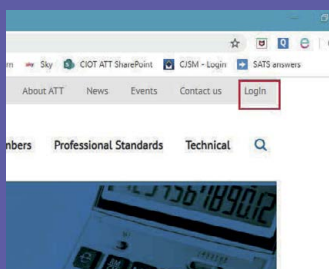 rn Sky CIOT ATT SharePoint CJSM - Login SATS answers
About ATT News Events Contact us LogIn
nbers Professional Standards Technical